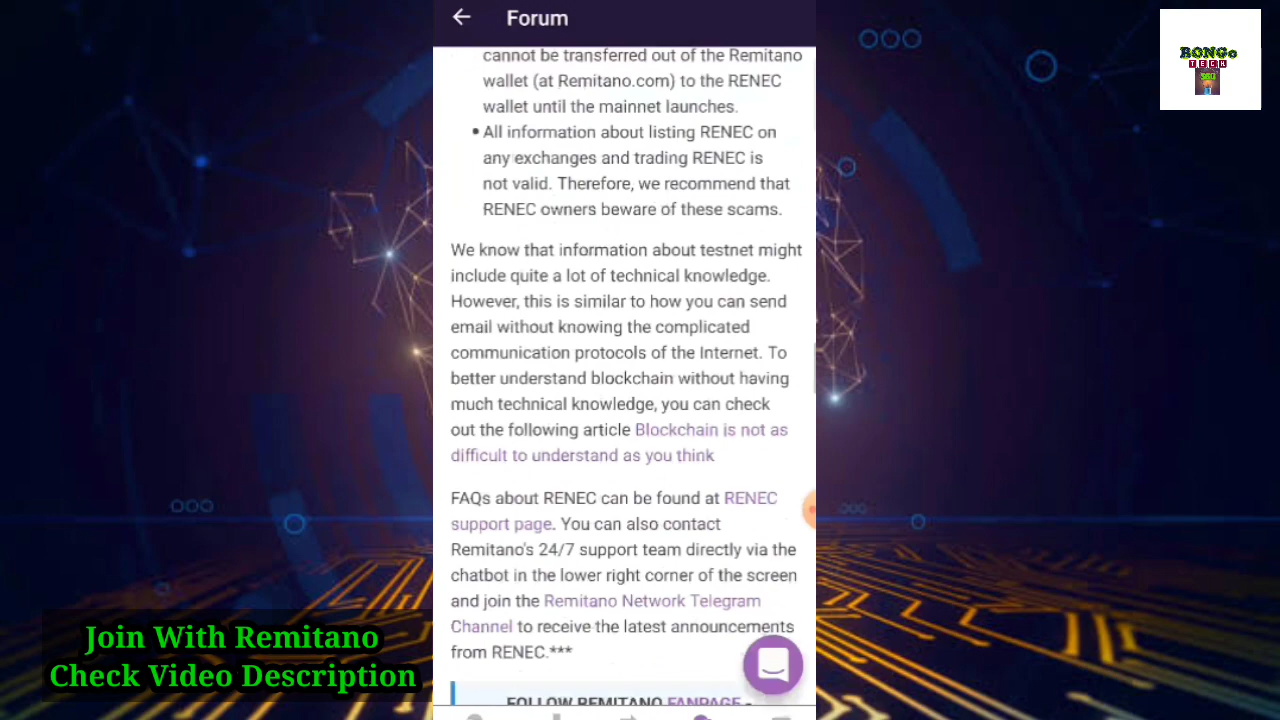 Forum
cannot be transferred out of the Remitano
wallet (at Remitano.com) to the RENEC
wallet until the mainnet launches.
• All information about listing RENEC on
any exchanges and trading RENEC is
not valid. Therefore, we recommend that
RENEC owners beware of these scams.
We know that information about testnet might
include quite a lot of technical knowledge.
However, this is similar to how you can send
email without knowing the complicated
communication protocols of the Internet. To
better understand blockchain without having
much technical knowledge, you can check
out the following article Blockchain is not as
difficult to understand as you think
FAQs about RENEC can be found at RENEC
support page. You can also contact
Remitano's 24/7 support team directly via the
chatbot in the lower right corner of the screen
and join the Remitano Network Telegram
Channel to receive the latest announcements
from RENEC.***
FOLLOW REMITANO FANPAGE -
Join With Remitano
Check Video Description
BONGO
TECH